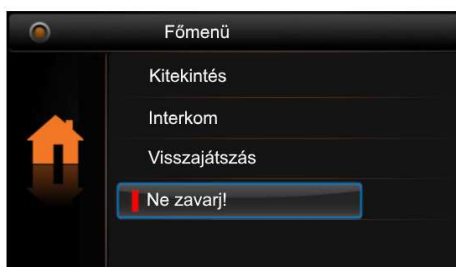 Főmenü
Kitekintés
Interkom
Visszajátszás
Ne zavarj!